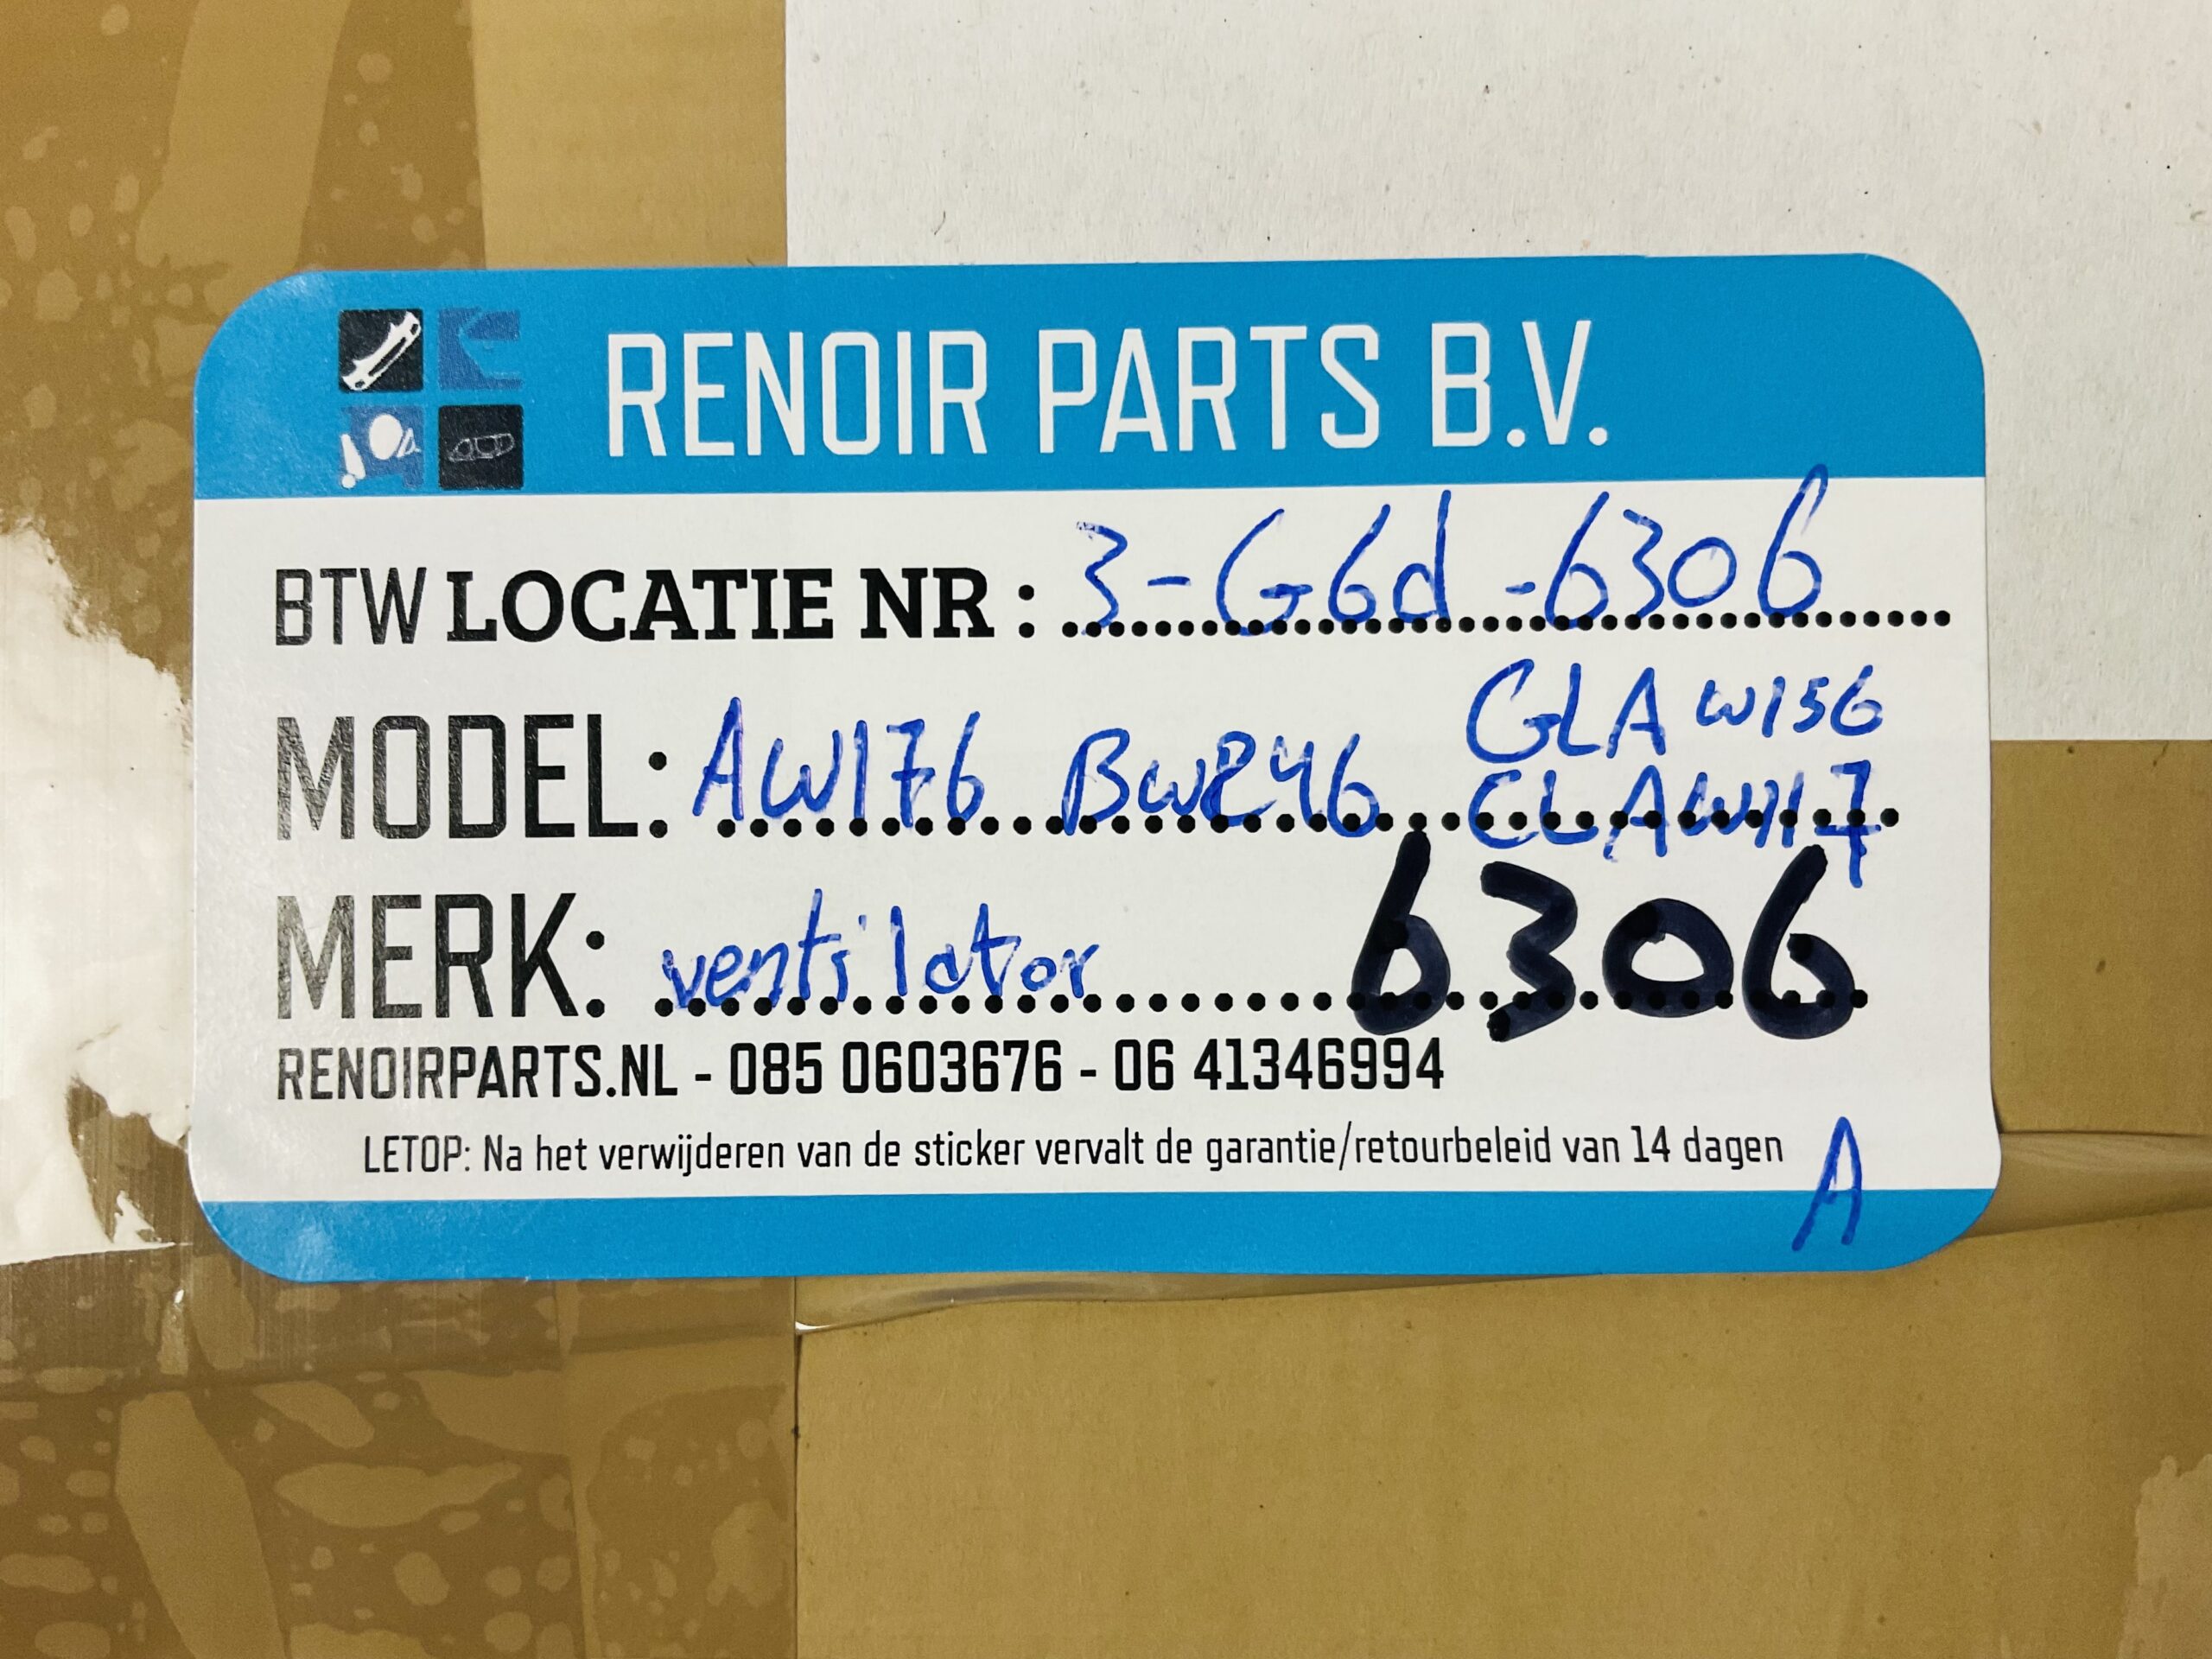 RENOIR PARTS B.V.
BTW LOCATIE NR : 3-G6d-6306
GLA W156
MODEL: AW176 BW246 CLA W117
MERK: ventilator 6306
RENOIRPARTS.NL - 085 0603676 - 06 41346994
LETOP: Na het verwijderen van de sticker vervalt de garantie/retourbeleid van 14 dagen
A